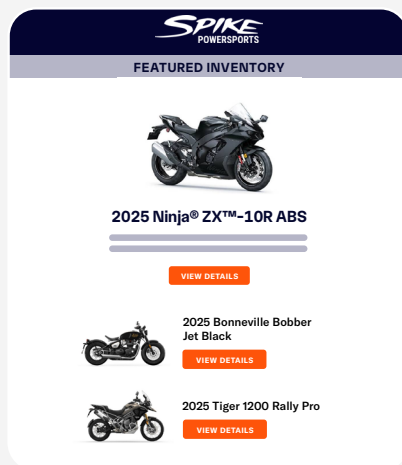 SPIKE
POWERSPORTS
FEATURED INVENTORY
2025 Ninja® ZX™-10R ABS
VIEW DETAILS
2025 Bonneville Bobber
Jet Black
VIEW DETAILS
2025 Tiger 1200 Rally Pro
VIEW DETAILS